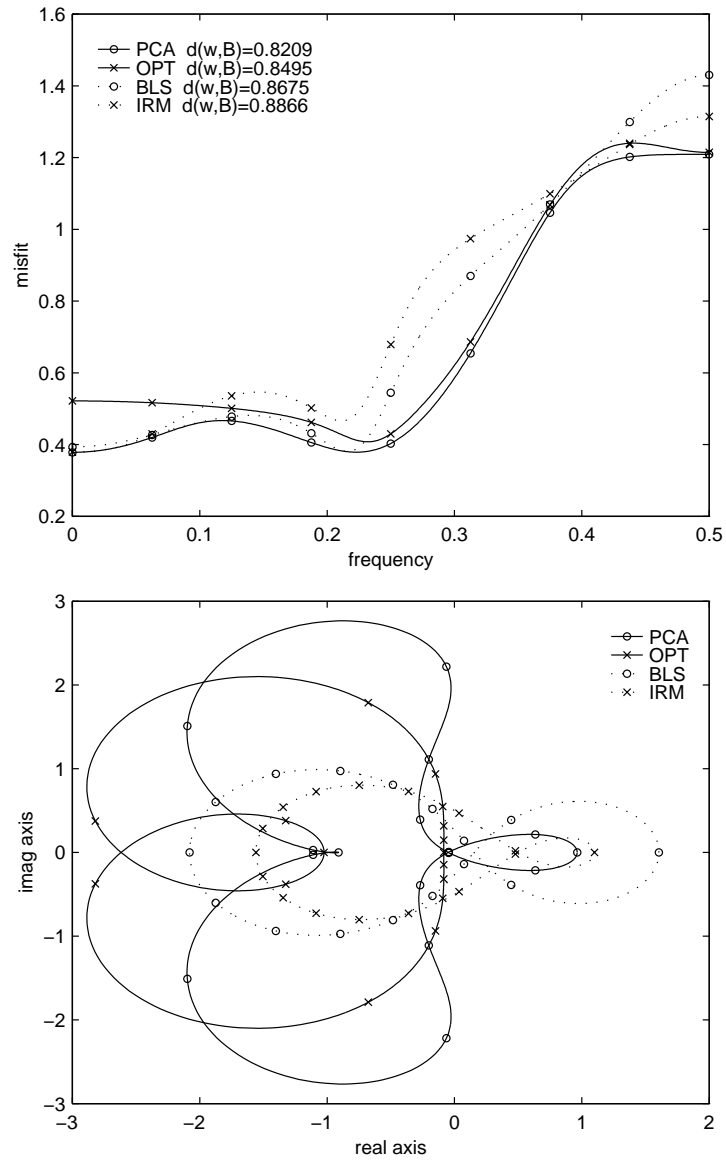 1.6
1.4
1.2
1
0.8
0.6
0.4
0.2
misfit
PCA d(w,B)=0.8209
OPT d(w,B)=0.8495
BLS d(w,B)=0.8675
IRM d(w,B)=0.8866
0 0.1 0.2 0.3 0.4 0.5
frequency
3
2
1
0
−1
−2
−3
imag axis
PCA
OPT
BLS
IRM
−3 −2 −1 0 1 2
real axis